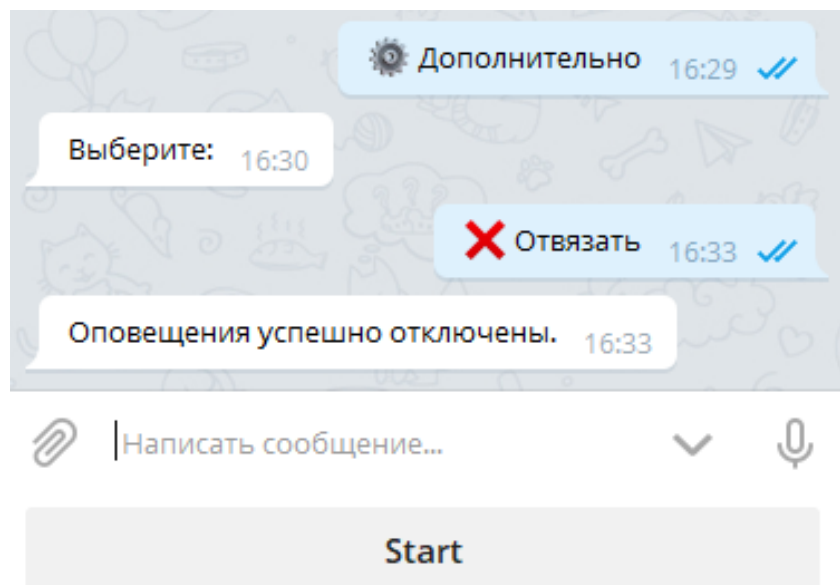 Дополнительно 16:29
Выберите: 16:30
Отвязать 16:33
Оповещения успешно отключены. 16:33
Написать сообщение...
Start